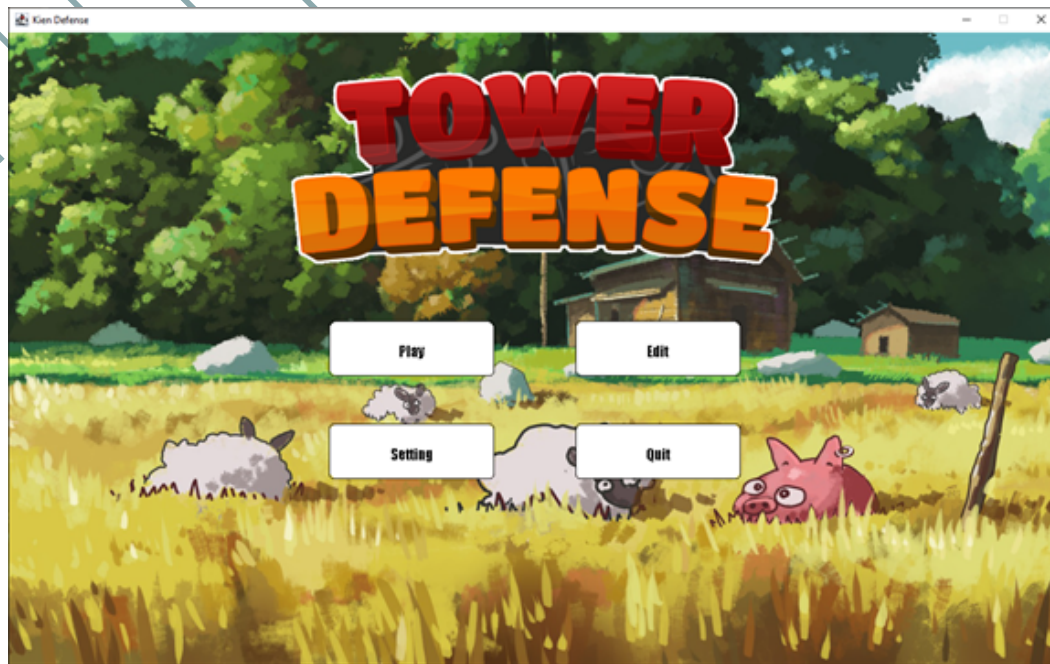 Kien Defense
TOWER
DEFENSE
Play
Edit
Setting
Quit